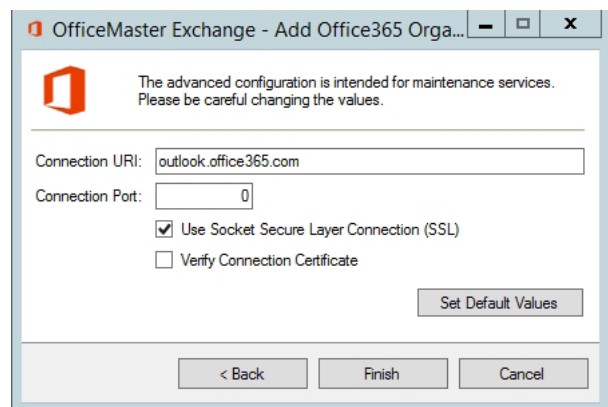 OfficeMaster Exchange - Add Office365 Orga...
The advanced configuration is intended for maintenance services.
Please be careful changing the values.
Connection URI: outlook.office365.com
Connection Port: 0
Use Socket Secure Layer Connection (SSL)
Verify Connection Certificate
Set Default Values
< Back Finish Cancel